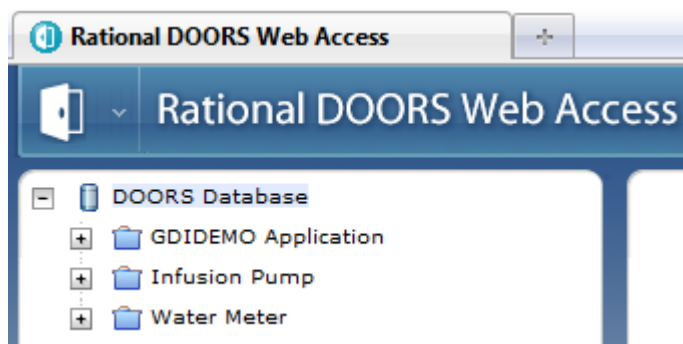 Rational DOORS Web Access
Rational DOORS Web Access
DOORS Database
GDIDEMO Application
Infusion Pump
Water Meter